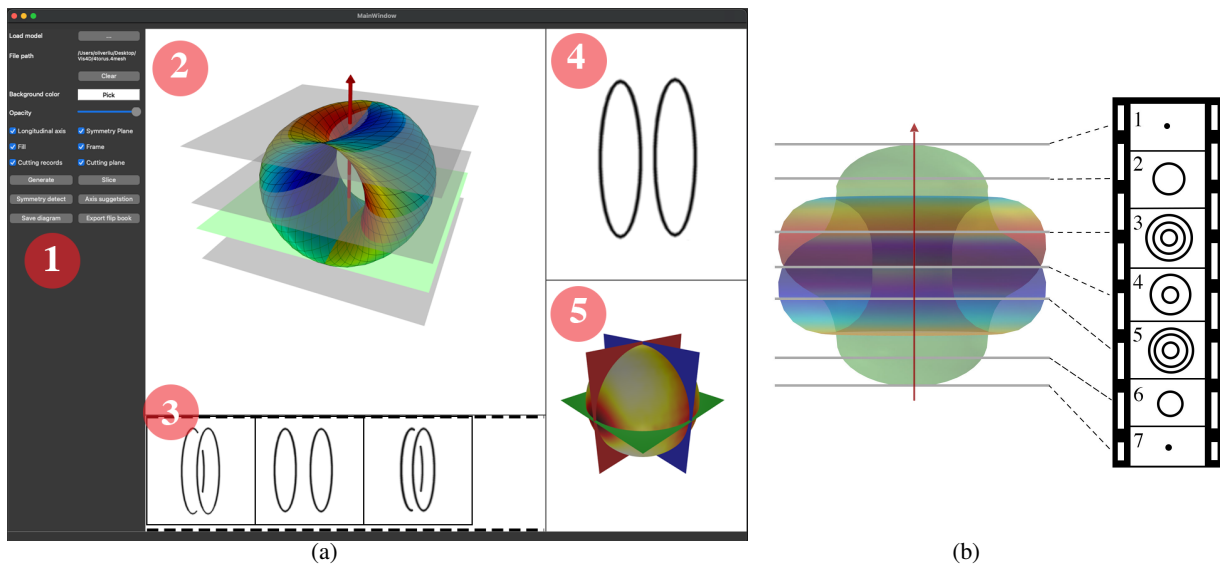 MainWindow
Load model
...
File path
/Users/oliverliu/Desktop/
Vis4D/4torus.4mesh
Clear
Background color
Pick
Opacity
Longitudinal axis
Symmetry Plane
Fill
Frame
Cutting records
Cutting plane
Generate
Slice
Symmetry detect
Axis suggetstation
Save diagram
Export flip book
1
2
3
4
5
(a)
1
2
3
4
5
6
7
(b)